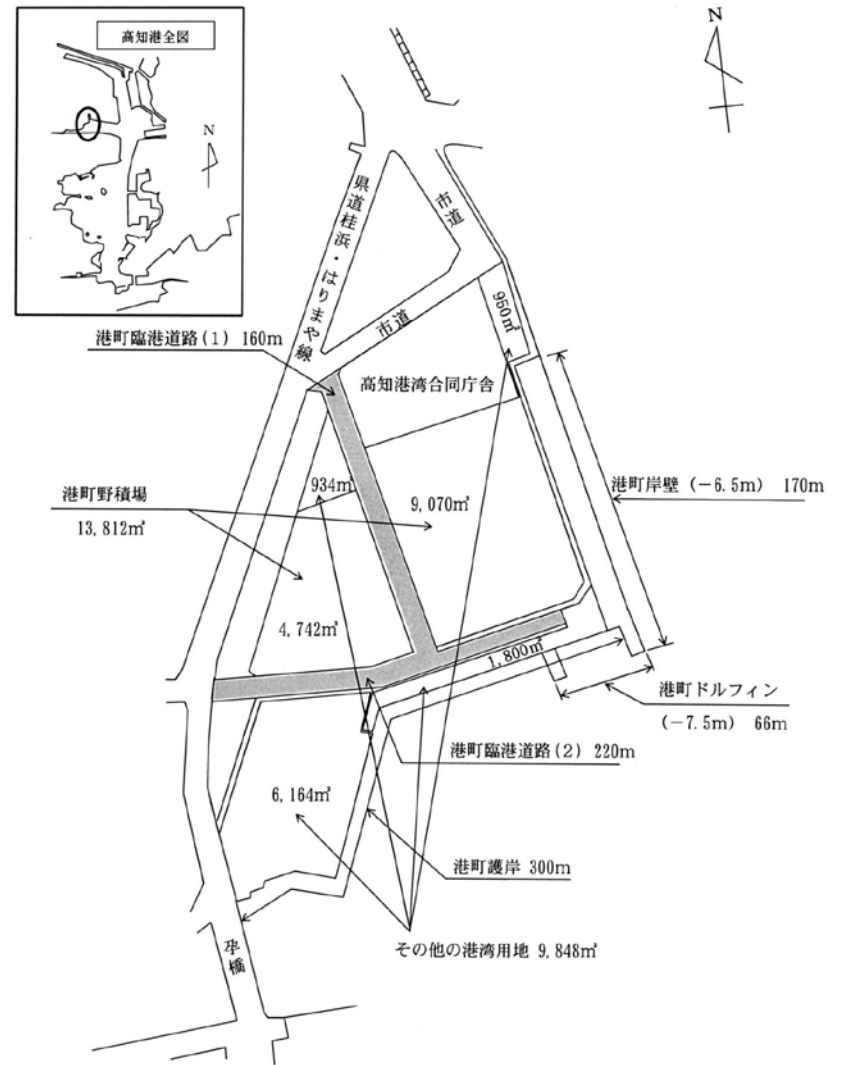 高知港全図
N
N
県道桂浜・はりまや線
市道
市道
950㎡
港町臨港道路(1) 160m
高知港湾合同庁舎
934㎡
港町野積場
13,812㎡
9,070㎡
港町岸壁 (-6.5m) 170m
4,742㎡
1,800㎡
港町ドルフィン
(-7.5m) 66m
港町臨港道路(2) 220m
6,164㎡
港町護岸 300m
その他の港湾用地 9,848㎡
孕橋